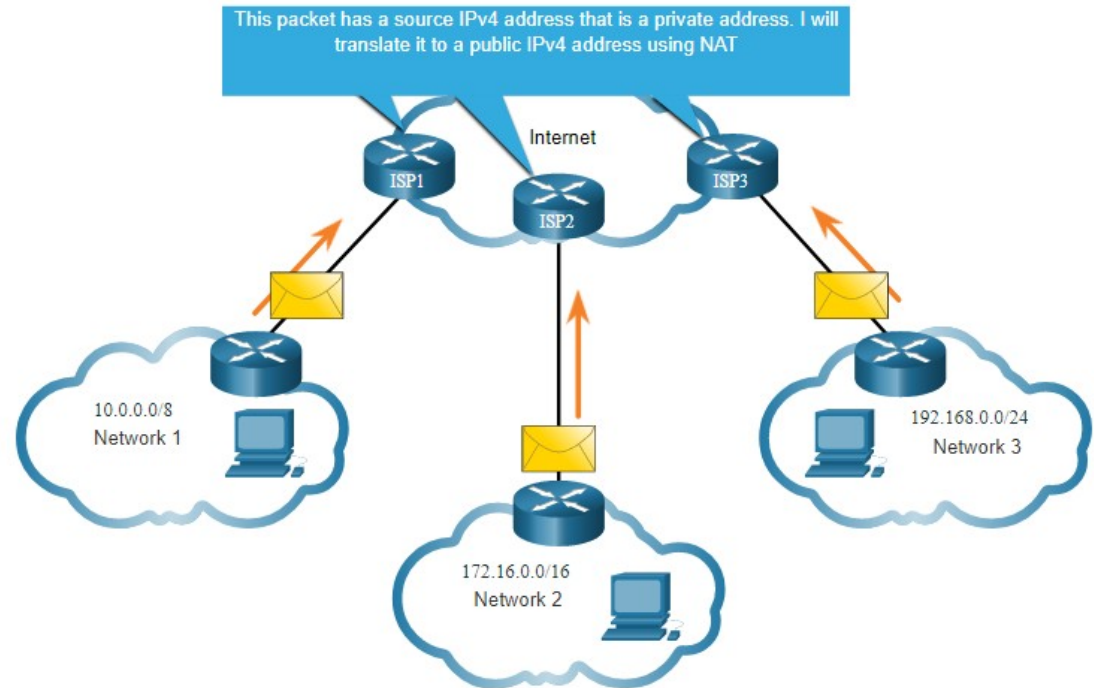 This packet has a source IPv4 address that is a private address. I will
translate it to a public IPv4 address using NAT
Internet
ISP1
ISP3
ISP2
10.0.0.0/8
Network 1
192.168.0.0/24
Network 3
172.16.0.0/16
Network 2